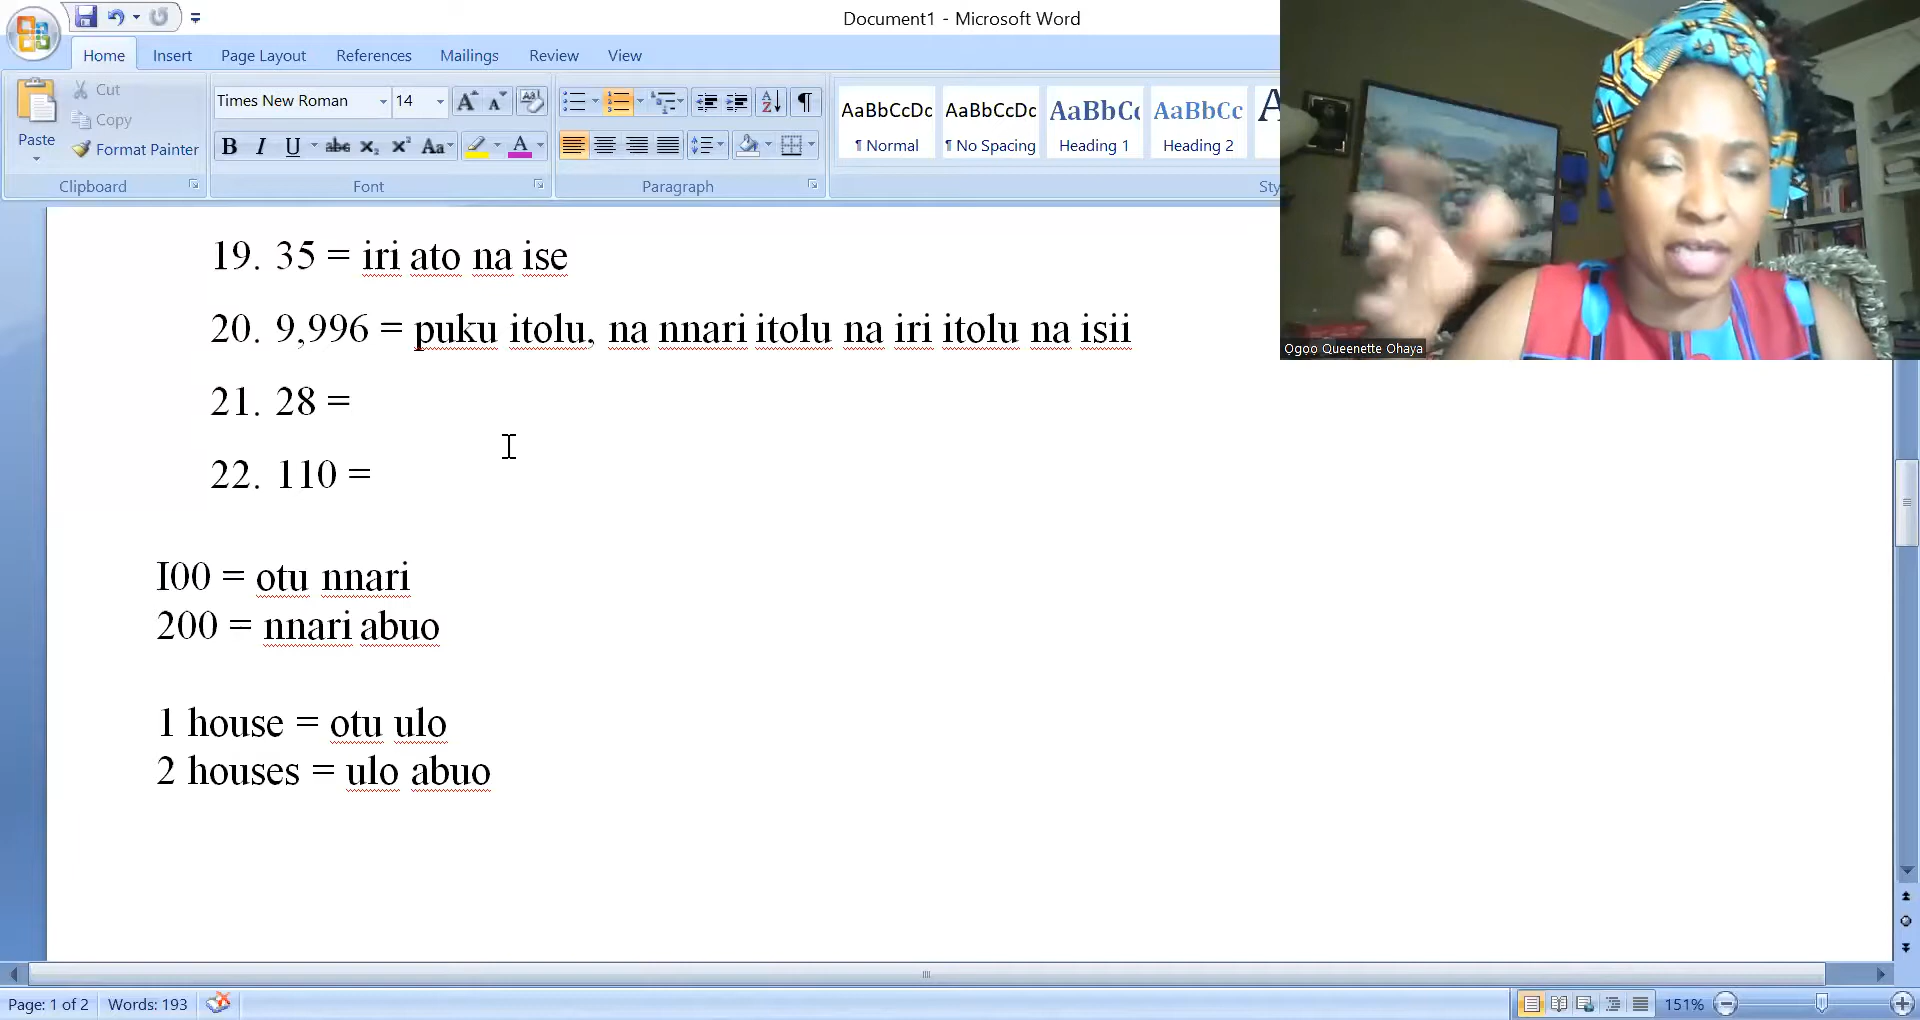 Document1 - Microsoft Word
Home Insert Page Layout References Mailings Review View
Paste
Cut
Copy
Format Painter
Clipboard
Times New Roman 14
Font
Paragraph
AaBbCcDc AaBbCcDc AaBbCc AaBbCc A
¶ Normal ¶ No Spacing Heading 1 Heading 2
Sty
Ogoo Queenette Ohaya
19. 35 = iri ato na ise
20. 9,996 = puku itolu, na nnari itolu na iri itolu na isii
21. 28 =
22. 110 =
I00 = otu nnari
200 = nnari abuo
1 house = otu ulo
2 houses = ulo abuo
Page: 1 of 2 Words: 193 151%